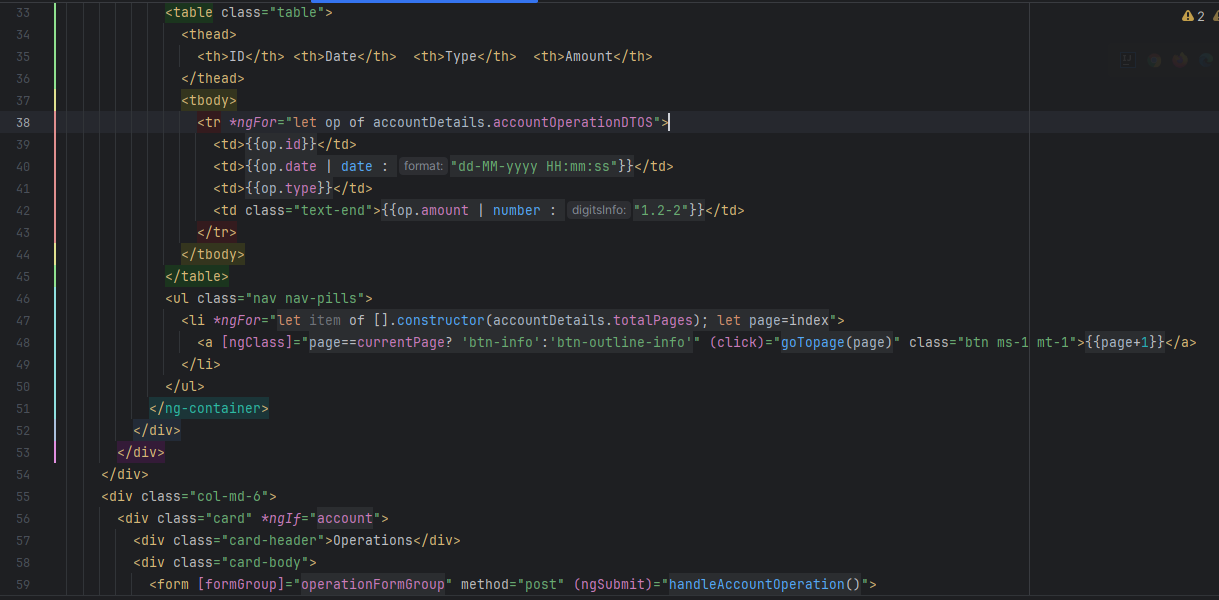 33 <table class="table">
34 <thead>
35 <th>ID</th> <th>Date</th>  <th>Type</th>  <th>Amount</th>
36 </thead>
37 <tbody>
38 <tr *ngFor="let op of accountDetails.accountOperationDTOS">
39 <td>{{op.id}}</td>
40 <td>{{op.date | date : format: "dd-MM-yyyy HH:mm:ss"}}</td>
41 <td>{{op.type}}</td>
42 <td class="text-end">{{op.amount | number : digitsInfo: "1.2-2"}}</td>
43 </tr>
44 </tbody>
45 </table>
46 <ul class="nav nav-pills">
47 <li *ngFor="let item of [].constructor(accountDetails.totalPages); let page=index">
48 <a [ngClass]="page==currentPage? 'btn-info':'btn-outline-info'" (click)="goTopage(page)" class="btn ms-1 mt-1">{{page+1}}</a>
49 </li>
50 </ul>
51 </ng-container>
52 </div>
53 </div>
54 </div>
55 <div class="col-md-6">
56 <div class="card" *ngIf="account">
57 <div class="card-header">Operations</div>
58 <div class="card-body">
59 <form [formGroup]="operationFormGroup" method="post" (ngSubmit)="handleAccountOperation()">
2